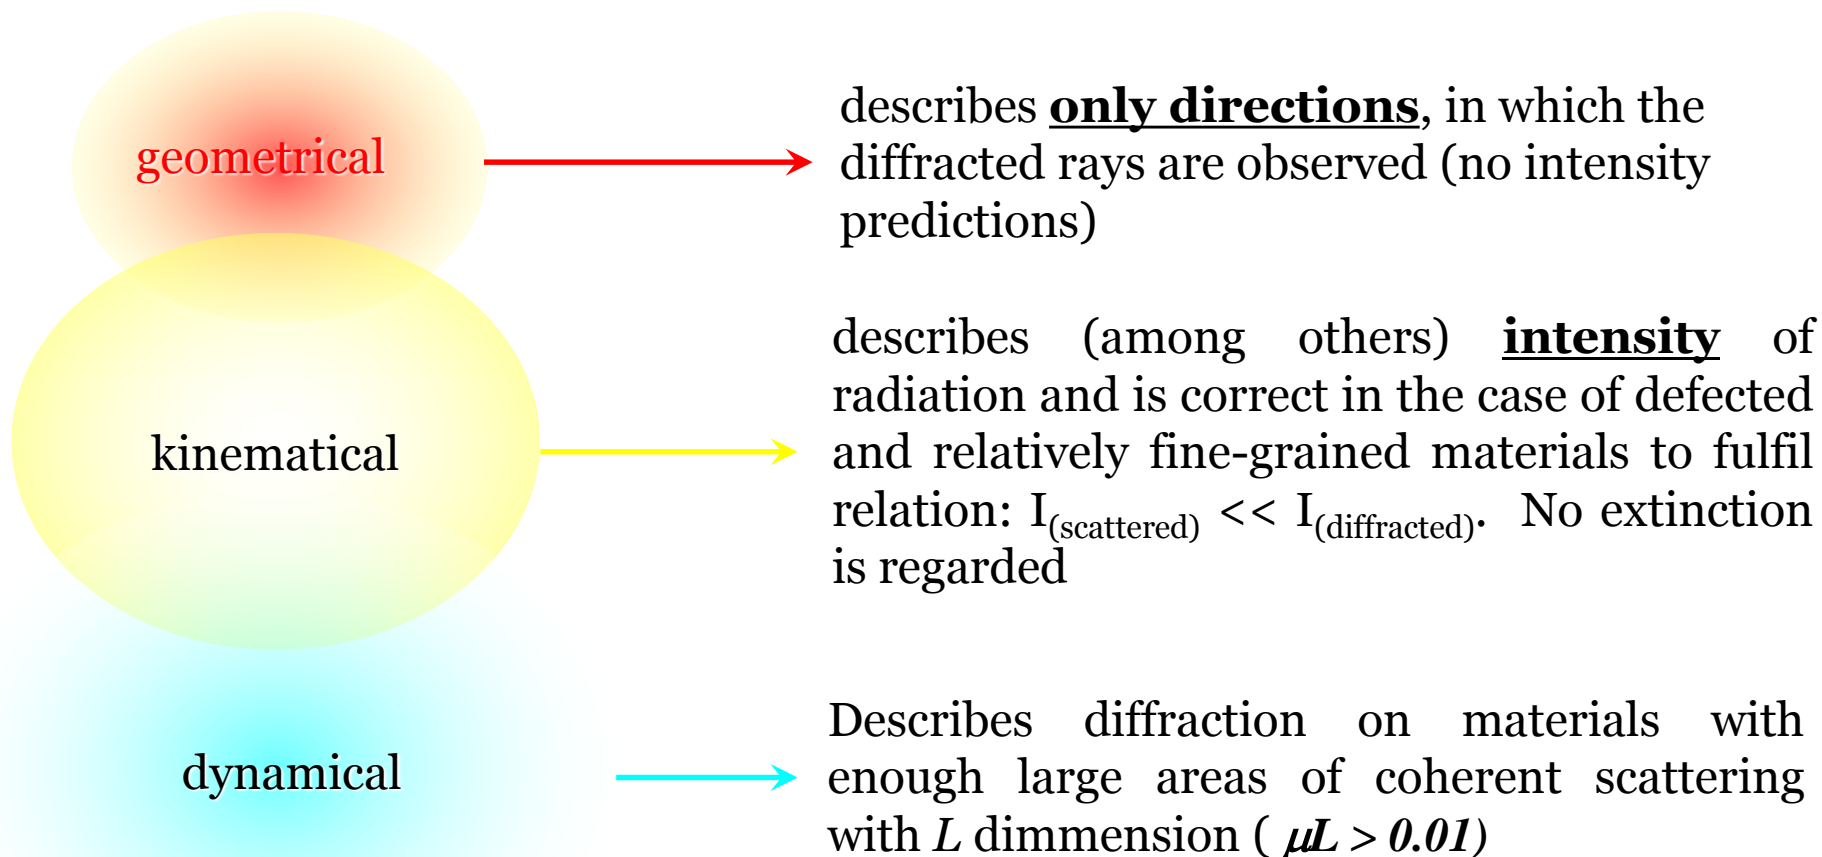 geometrical
describes only directions, in which the
diffracted rays are observed (no intensity
predictions)
kinematical
describes (among others) intensity of
radiation and is correct in the case of defected
and relatively fine-grained materials to fulfil
relation: I(scattered) << I(diffracted). No extinction
is regarded
dynamical
Describes diffraction on materials with
enough large areas of coherent scattering
with L dimmension ( μL > 0.01)